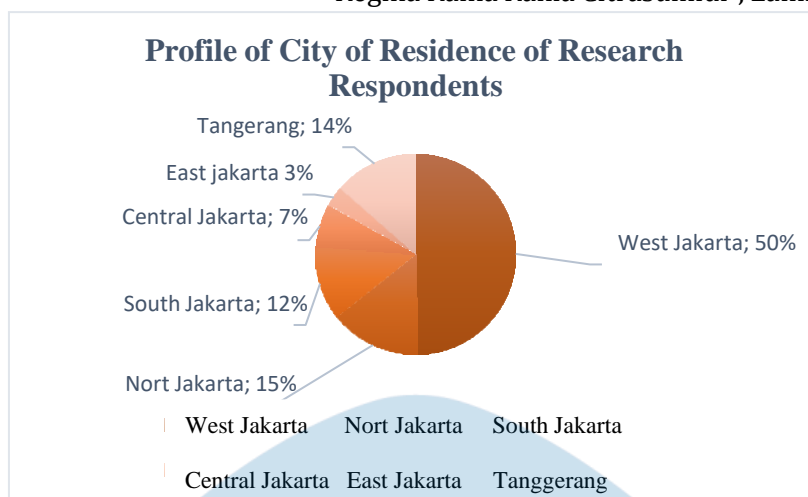 Profile of City of Residence of Research
Respondents
Tangerang; 14%
East jakarta 3%
Central Jakarta; 7%
West Jakarta; 50%
South Jakarta; 12%
Nort Jakarta; 15%
West Jakarta Nort Jakarta South Jakarta
Central Jakarta East Jakarta Tanggerang